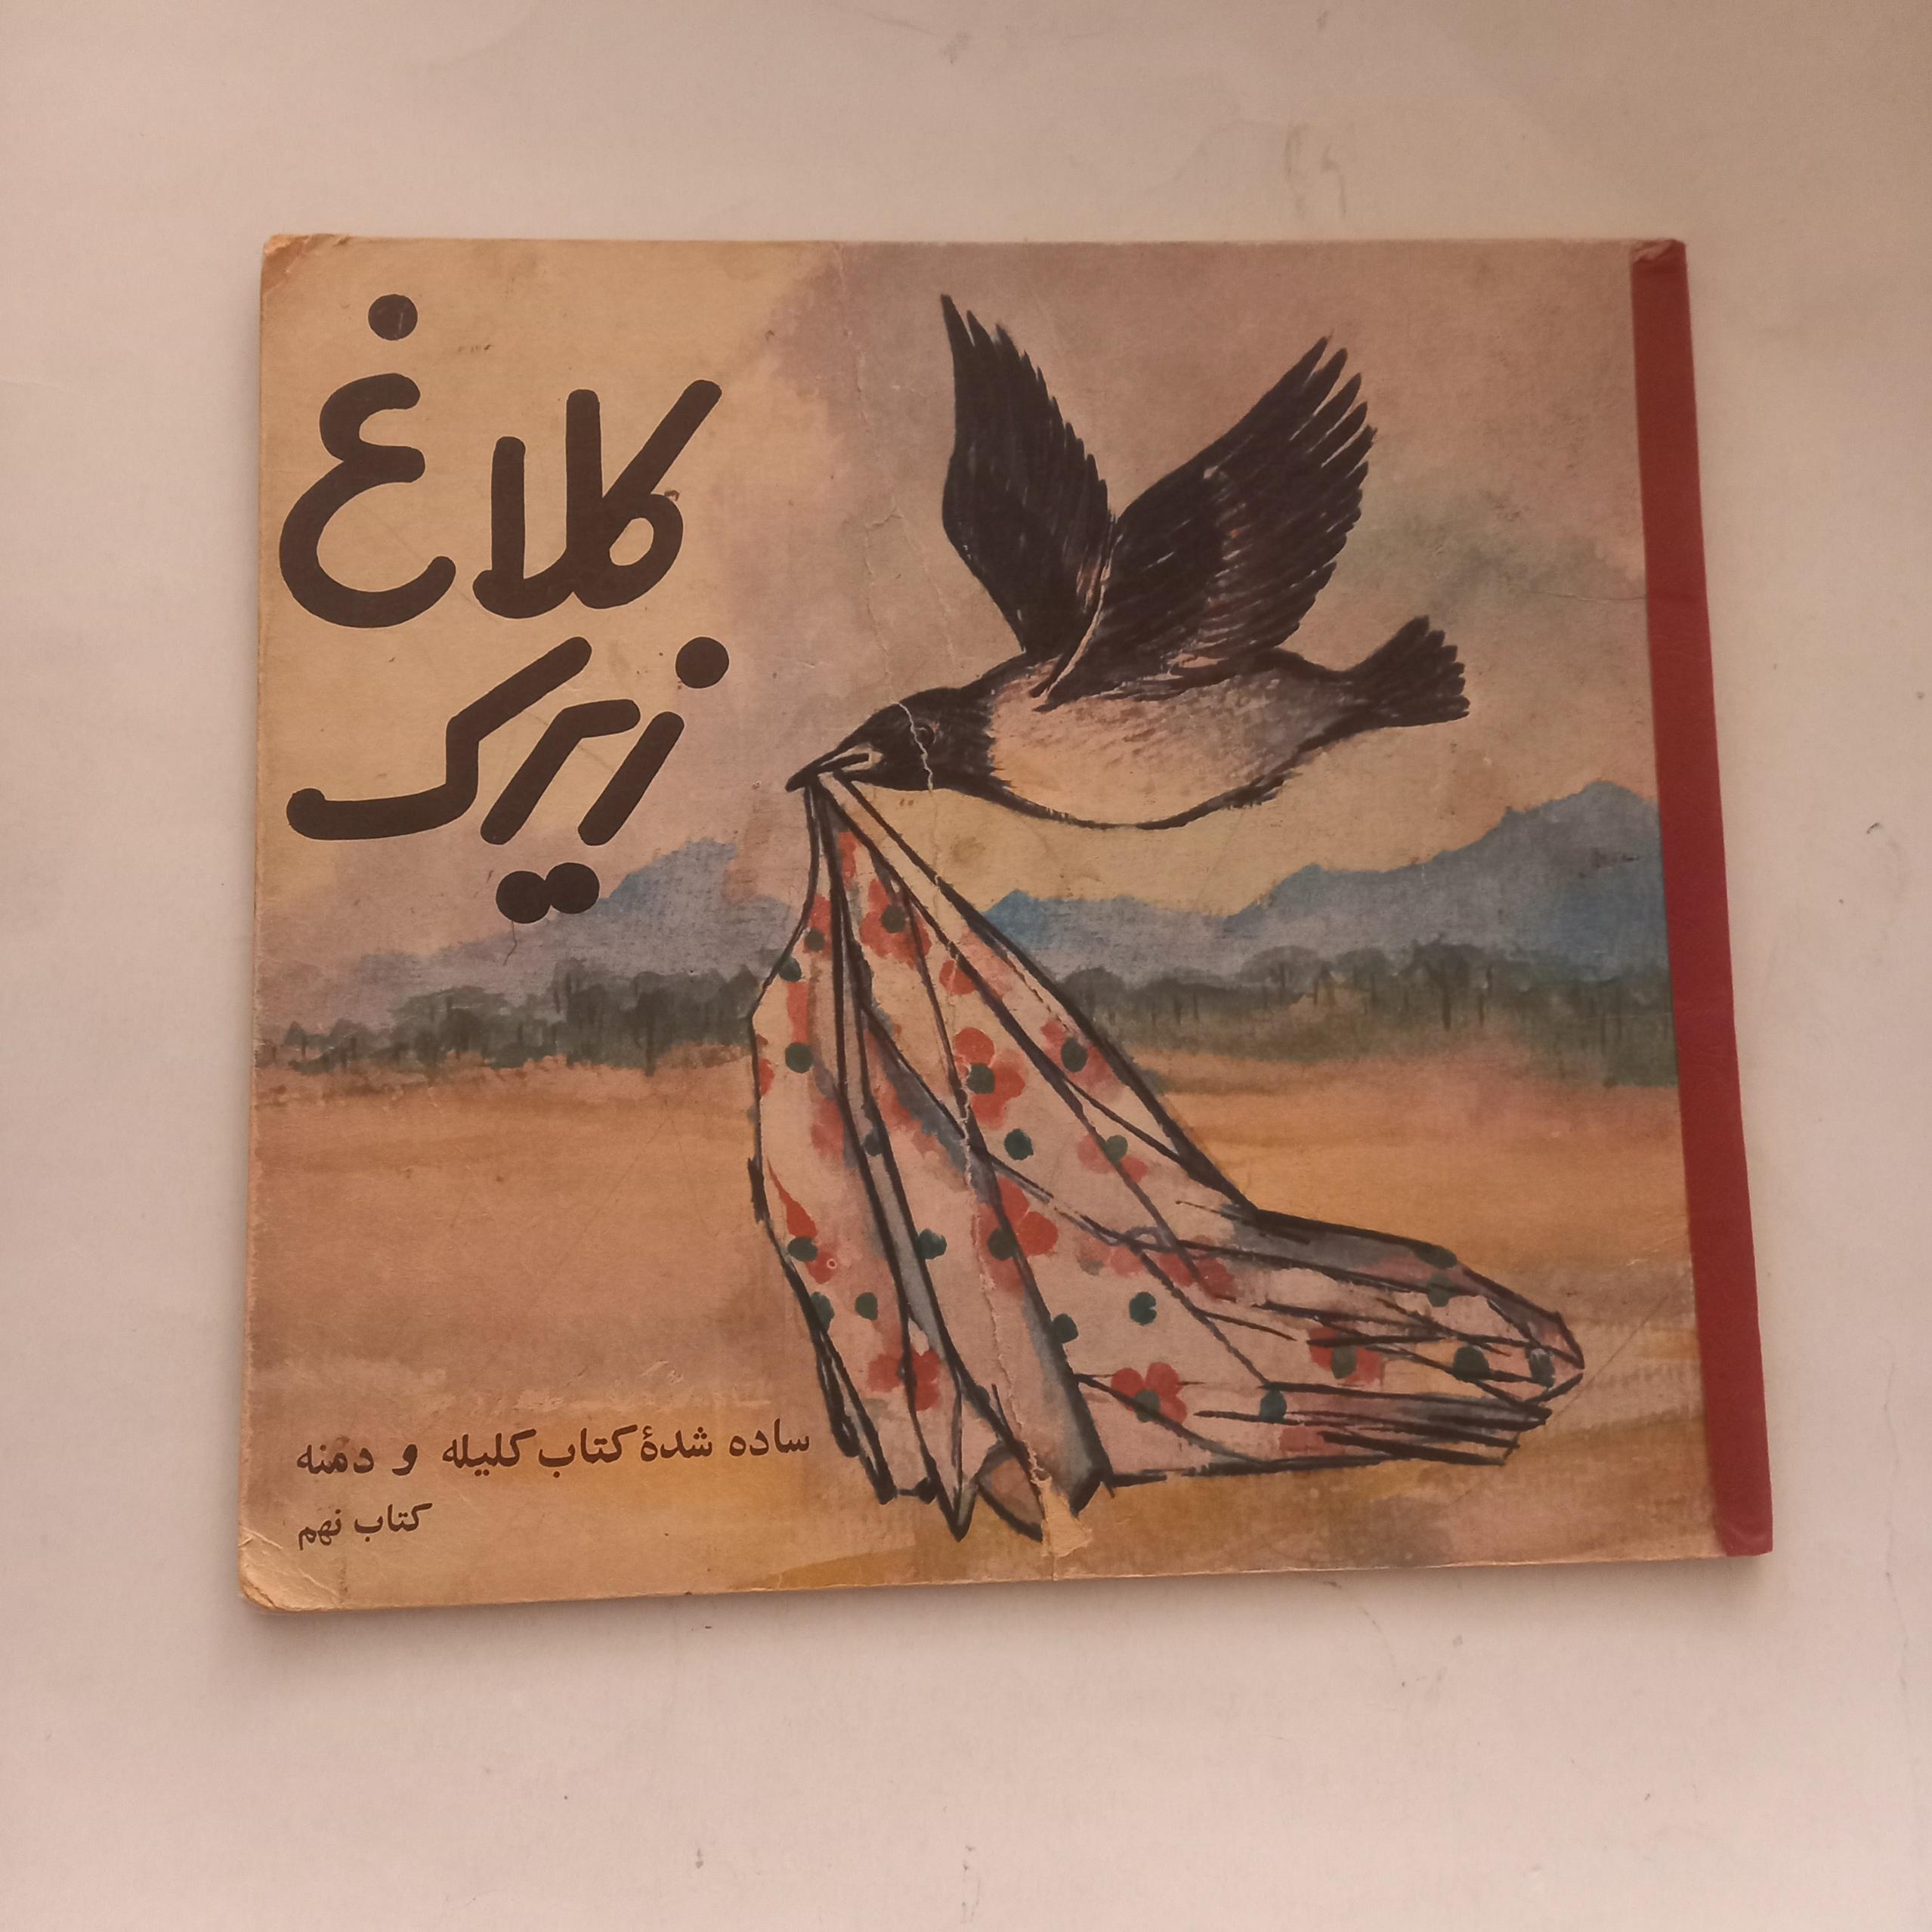 کلاغ
زیرک
ساده شدهٔ کتاب کلیله و دمنه
کتاب نهم